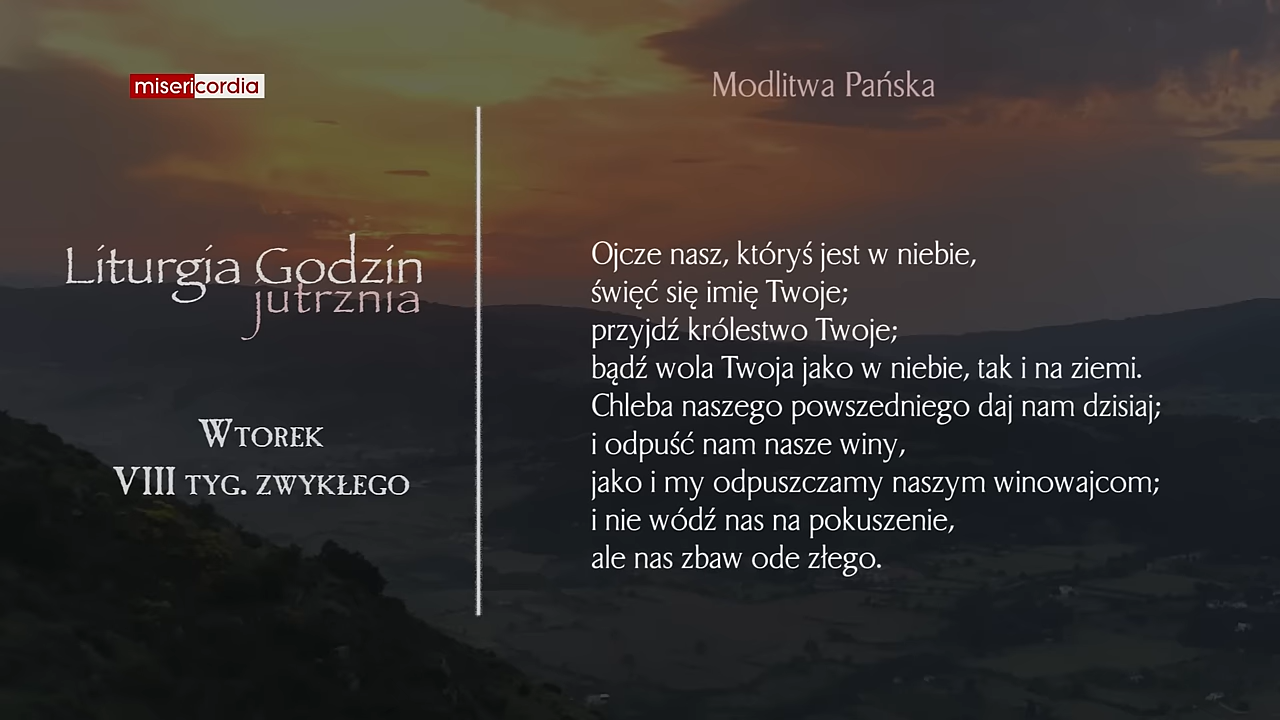 misericordia
Modlitwa Pańska
Liturgia Godzin
jutrznia
Wtorek
VIII tyg. zwykłego
Ojcze nasz, któryś jest w niebie,
święć się imię Twoje;
przyjdź królestwo Twoje;
bądź wola Twoja jako w niebie, tak i na ziemi.
Chleba naszego powszedniego daj nam dzisiaj;
i odpuść nam nasze winy,
jako i my odpuszczamy naszym winowajcom;
i nie wódź nas na pokuszenie,
ale nas zbaw ode złego.